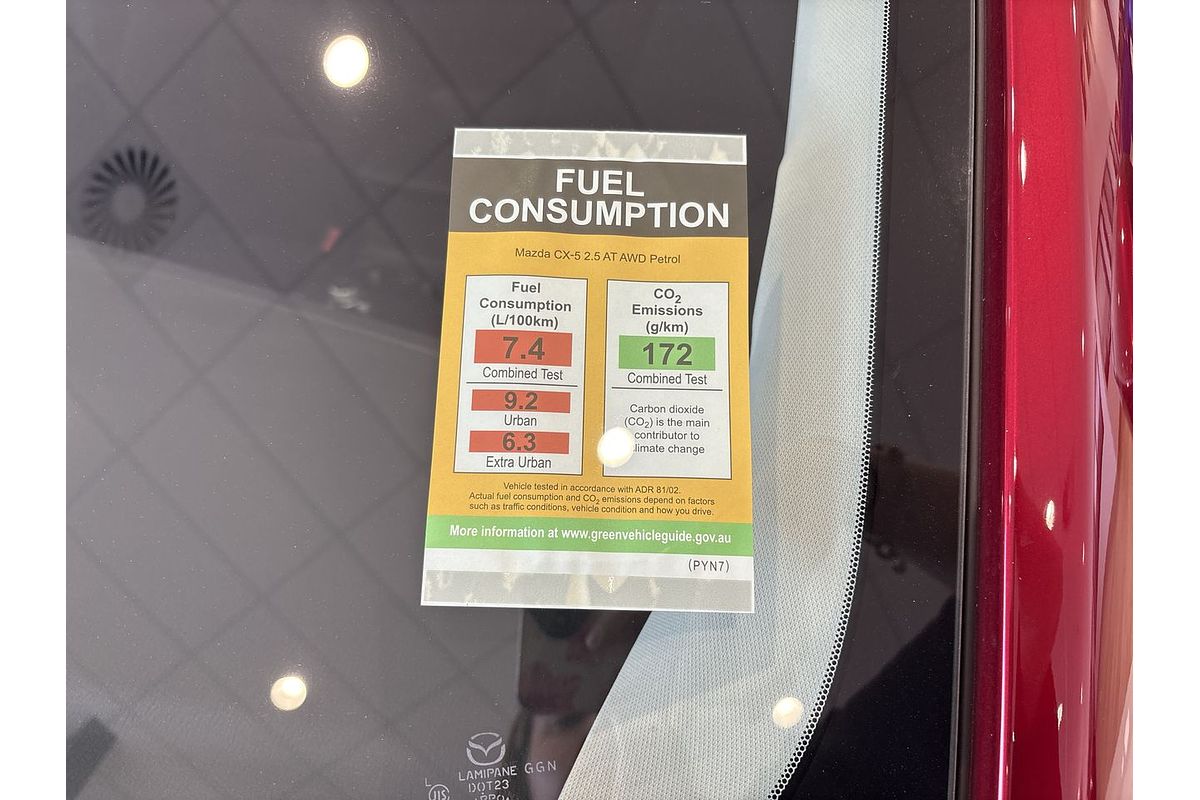 FUEL
CONSUMPTION
Mazda CX-5 2.5 AT AWD Petrol
Fuel
Consumption
(L/100km)
7.4
Combined Test
9.2
Urban
6.3
Extra Urban
CO2
Emissions
(g/km)
172
Combined Test
Carbon dioxide
(CO2) is the main
contributor to
climate change
Vehicle tested in accordance with ADR 81/02.
Actual fuel consumption and CO2 emissions depend on factors
such as traffic conditions, vehicle condition and how you drive.
More information at www.greenvehicleguide.gov.au
(PYN7)
LAMIPANE GGN
DOT23
JIS